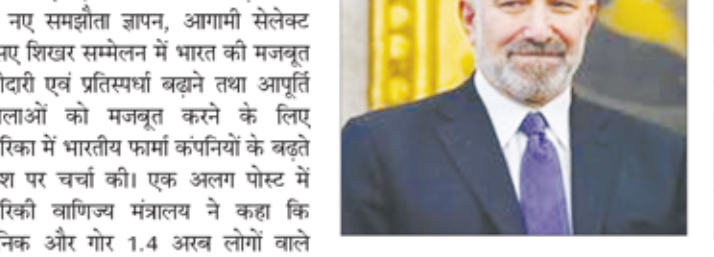 नए समझौता ज्ञापन, आगामी सेलेक्ट
शिखर सम्मेलन में भारत की मजबूत
एवं प्रतिस्पर्धा बढ़ाने तथा आपूर्ति
को मजबूत करने के लिए
में भारतीय फार्मा कंपनियों के बढ़ते
पर चर्चा की। एक अलग पोस्ट में
वाणिज्य मंत्रालय ने कहा कि
और गोर 1.4 अरब लोगों वाले